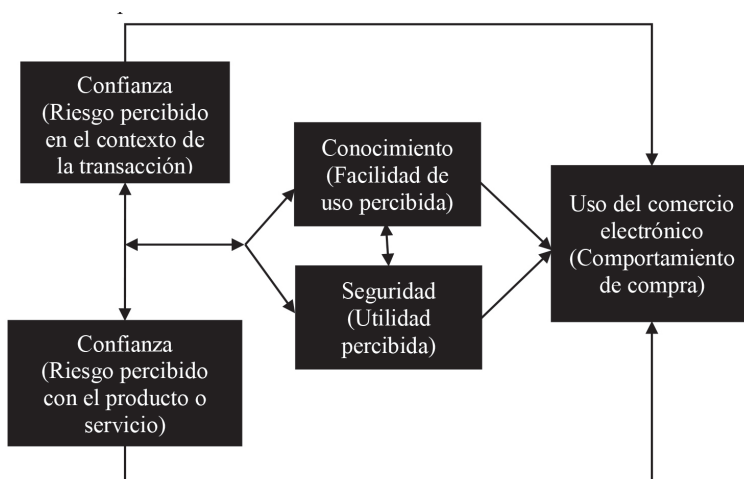 Confianza
(Riesgo percibido
en el contexto de
la transacción)
Conocimiento
(Facilidad de
uso percibida)
Uso del comercio
electrónico
(Comportamiento
de compra)
Seguridad
(Utilidad
percibida)
Confianza
(Riesgo percibido
con el producto o
servicio)